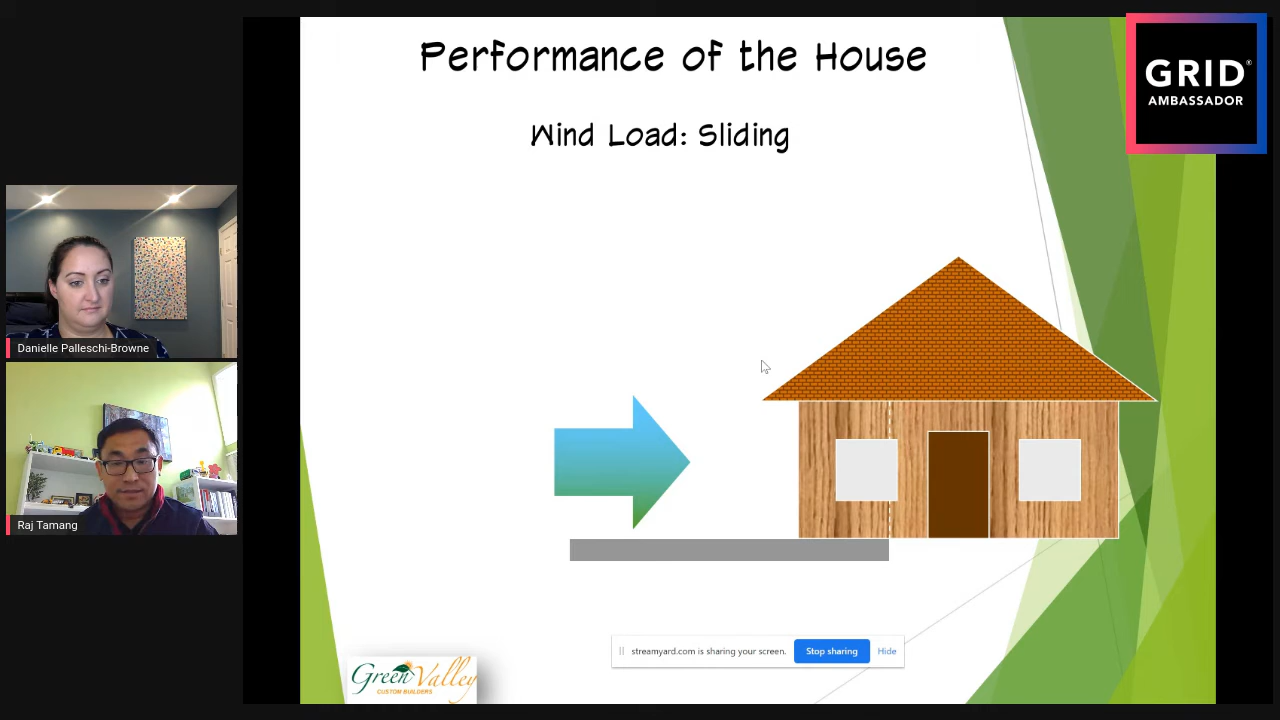 Performance of the House
Wind Load: Sliding
GRID®
AMBASSADOR
Danielle Palleschi-Browne
Raj Tamang
streamyard.com is sharing your screen.
Stop sharing
Hide
Green Valley
CUSTOM BUILDERS